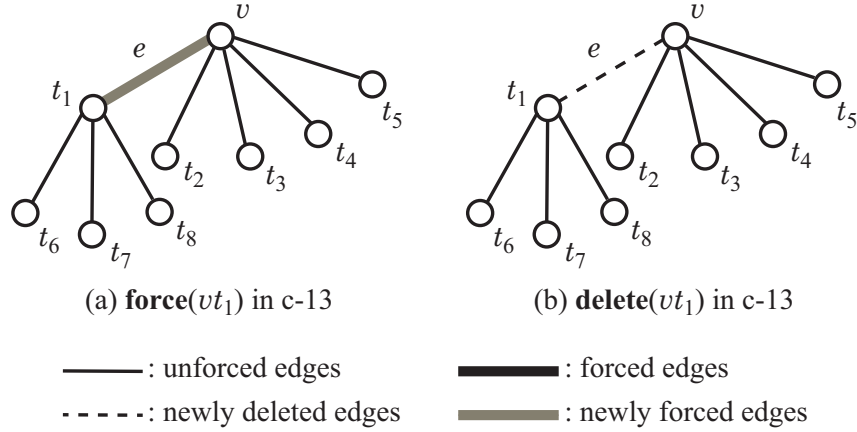 v
e
t1
t5
t4
t2
t3
t6
t8
t7
v
e
t1
t5
t4
t2
t3
t6
t8
t7
(a) force(vt1) in c-13
(b) delete(vt1) in c-13
: unforced edges
: forced edges
: newly deleted edges
: newly forced edges